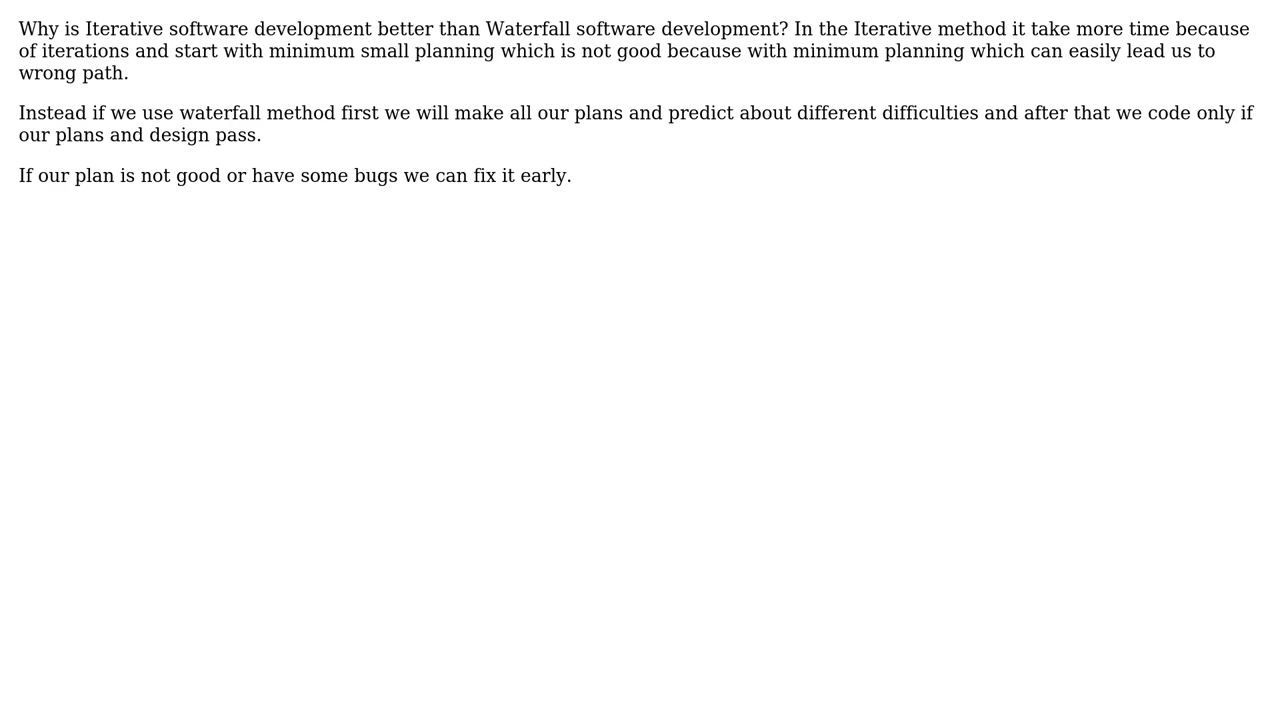 Why is Iterative software development better than Waterfall software development? In the Iterative method it take more time because
of iterations and start with minimum small planning which is not good because with minimum planning which can easily lead us to
wrong path.
Instead if we use waterfall method first we will make all our plans and predict about different difficulties and after that we code only if
our plans and design pass.
If our plan is not good or have some bugs we can fix it early.